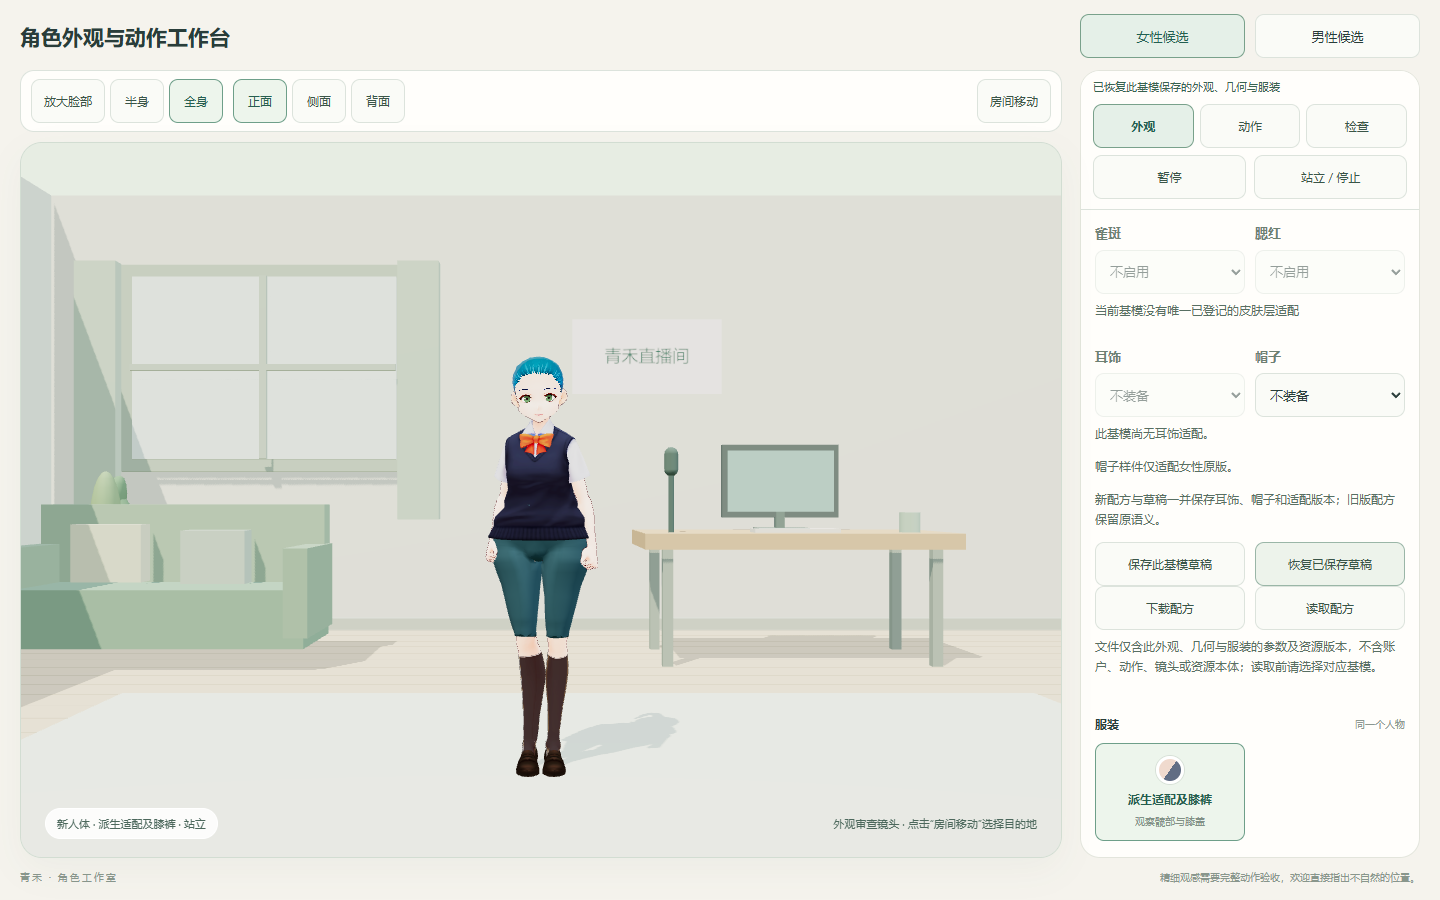 角色外观与动作工作台
女性候选
男性候选
放大脸部
半身
全身
正面
侧面
背面
房间移动
已恢复此基模保存的外观、几何与服装
外观
动作
检查
暂停
站立 / 停止
雀斑
腮红
不启用
不启用
当前基模没有唯一已登记的皮肤层适配
耳饰
帽子
不装备
不装备
此基模尚无耳饰适配。
帽子样件仅适配女性原版。
新配方与草稿一并保存耳饰、帽子和适配版本；旧版配方
保留原语义。
保存此基模草稿
恢复已保存草稿
下载配方
读取配方
文件仅含此外观、几何与服装的参数及资源版本，不含账
户、动作、镜头或资源本体；读取前请选择对应基模。
服装
同一个人物
派生适配及膝裤
观察髋部与膝盖
青禾直播间
新人体 · 派生适配及膝裤 · 站立
外观审查镜头 · 点击“房间移动”选择目的地
青禾 · 角色工作室
精细观感需要完整动作验收，欢迎直接指出不自然的位置。